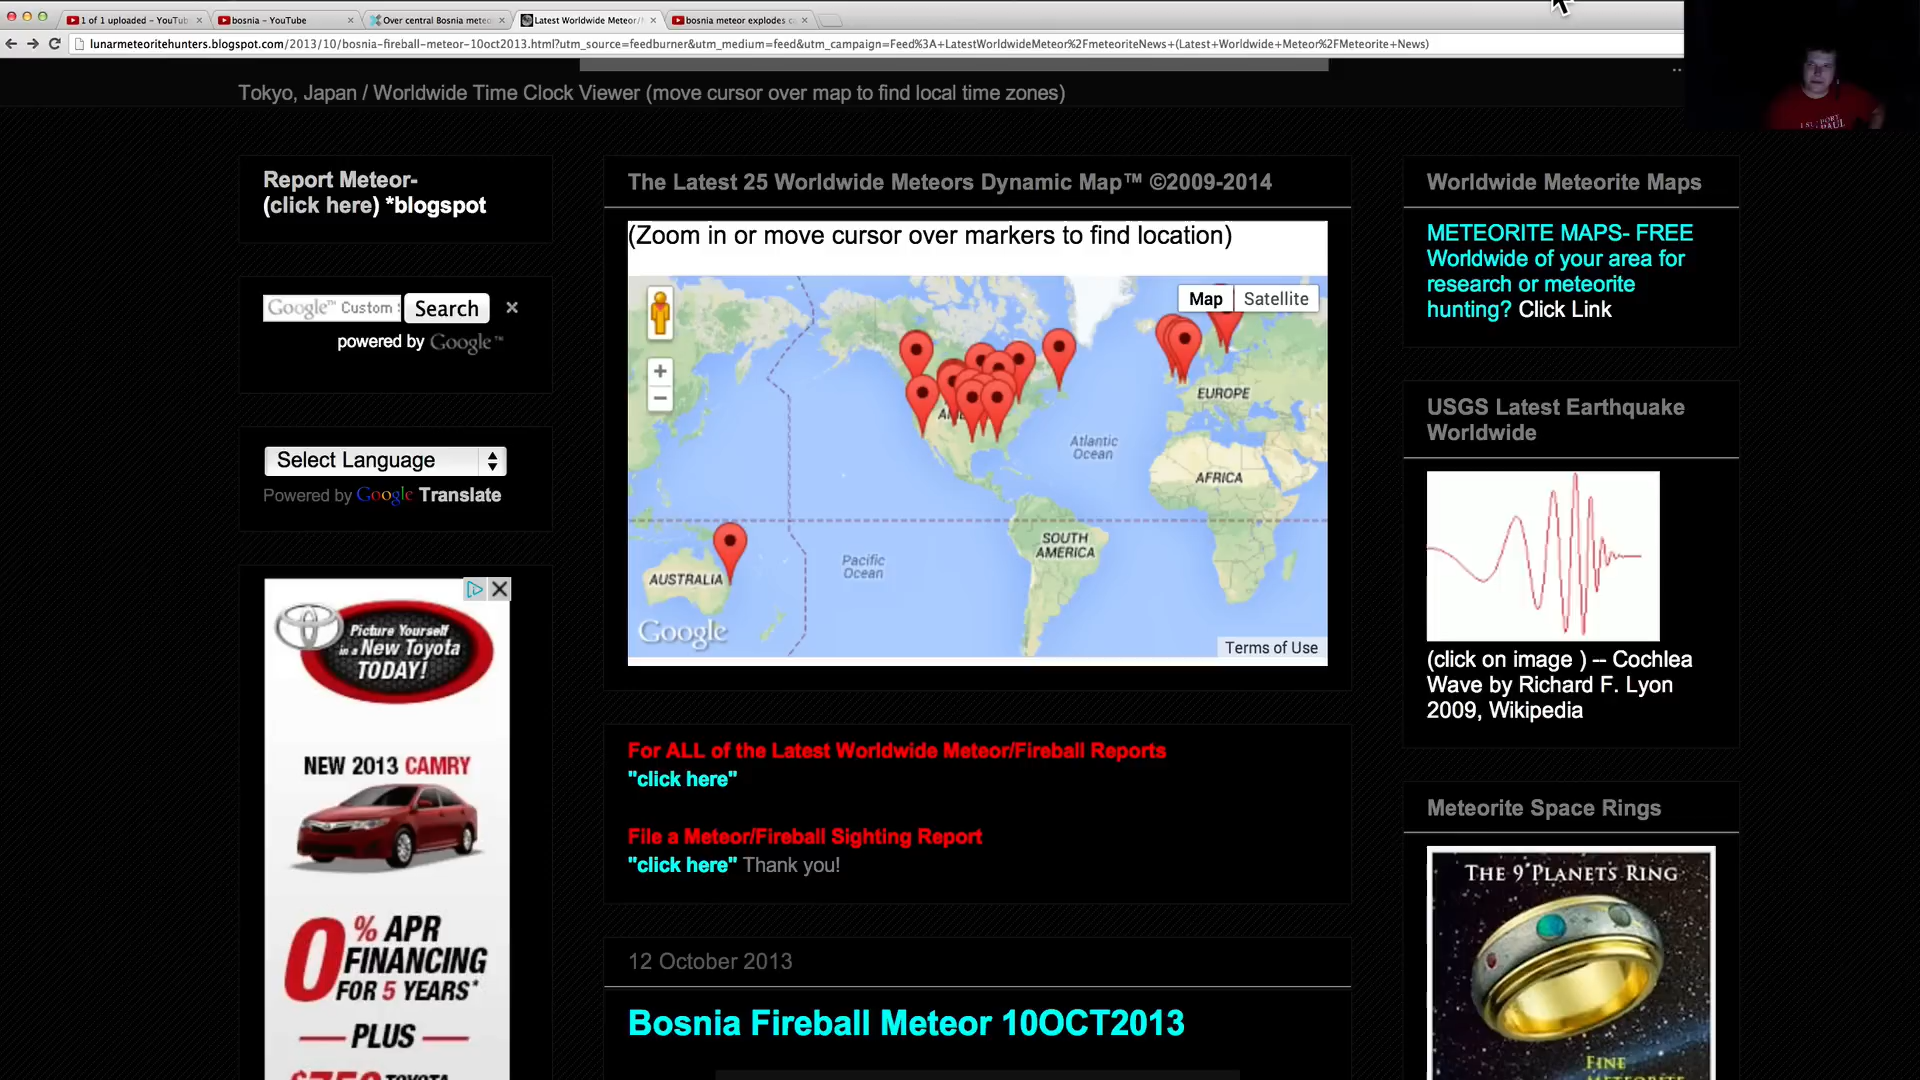 1 of 1 uploaded – YouTub
bosnia – YouTube
Over central Bosnia meteo
Latest Worldwide Meteor/M
bosnia meteor explodes c
lunarmeteoritehunters.blogspot.com/2013/10/bosnia-fireball-meteor-10oct2013.html?utm_source=feedburner&utm_medium=feed&utm_campaign=Feed%3A+LatestWorldwideMeteor%2FmeteoriteNews+(Latest+Worldwide+Meteor%2FMeteorite+News)
Tokyo, Japan / Worldwide Time Clock Viewer (move cursor over map to find local time zones)
Report Meteor-
(click here) *blogspot
Google™ Custom
Search
powered by Google™
Select Language
Powered by Google Translate
Picture Yourself
in a New Toyota
TODAY!
NEW 2013 CAMRY
0% APR
FINANCING
FOR 5 YEARS*
PLUS
TOYOTA
The Latest 25 Worldwide Meteors Dynamic Map™ ©2009-2014
(Zoom in or move cursor over markers to find location)
Map
Satellite
+
−
EUROPE
Atlantic
Ocean
AFRICA
SOUTH
AMERICA
Pacific
Ocean
AUSTRALIA
Google
Terms of Use
For ALL of the Latest Worldwide Meteor/Fireball Reports
"click here"
File a Meteor/Fireball Sighting Report
"click here" Thank you!
12 October 2013
Bosnia Fireball Meteor 10OCT2013
Worldwide Meteorite Maps
METEORITE MAPS- FREE
Worldwide of your area for
research or meteorite
hunting? Click Link
USGS Latest Earthquake
Worldwide
(click on image ) -- Cochlea
Wave by Richard F. Lyon
2009, Wikipedia
Meteorite Space Rings
THE 9 PLANETS RING
FINE